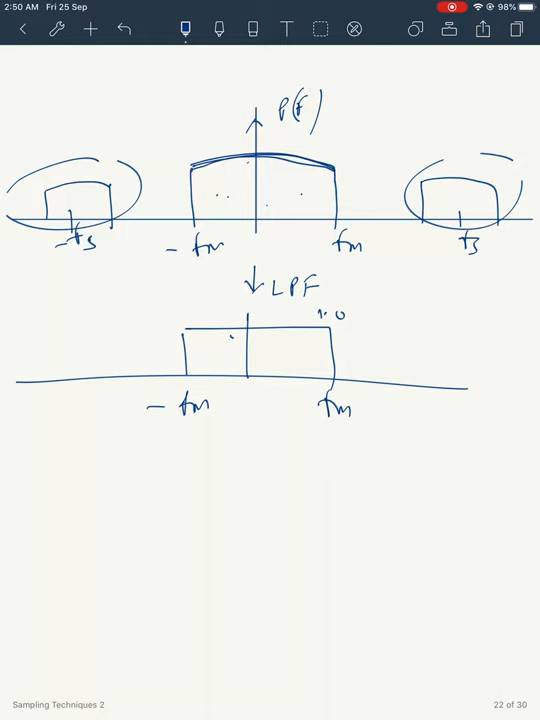 2:50 AM Fri 25 Sep 98%
P(f)
-fs -fm fm fs
↓ LPF
1.0
-fm fm
Sampling Techniques 2 22 of 30